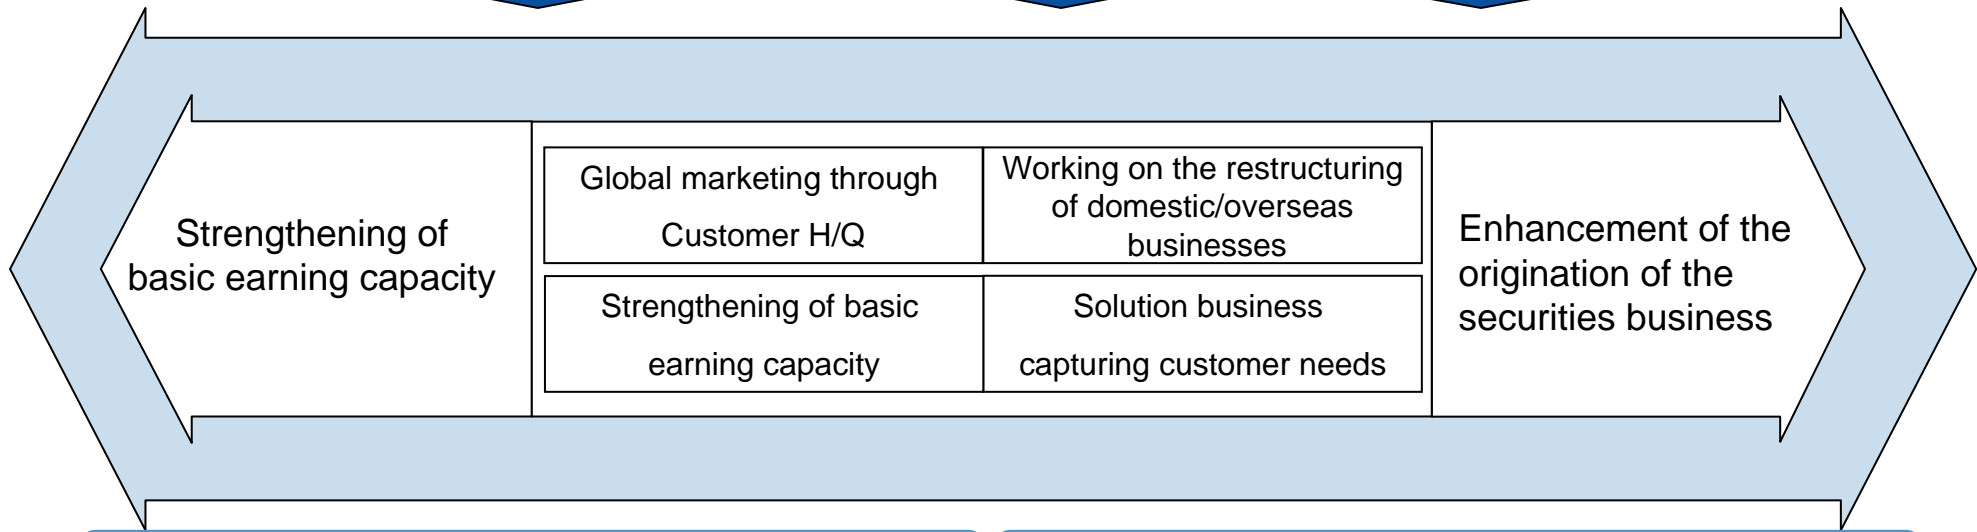 Strengthening of
basic earning capacity
Global marketing through
Customer H/Q
Working on the restructuring
of domestic/overseas
businesses
Strengthening of basic
earning capacity
Solution business
capturing customer needs
Enhancement of the
origination of the
securities business